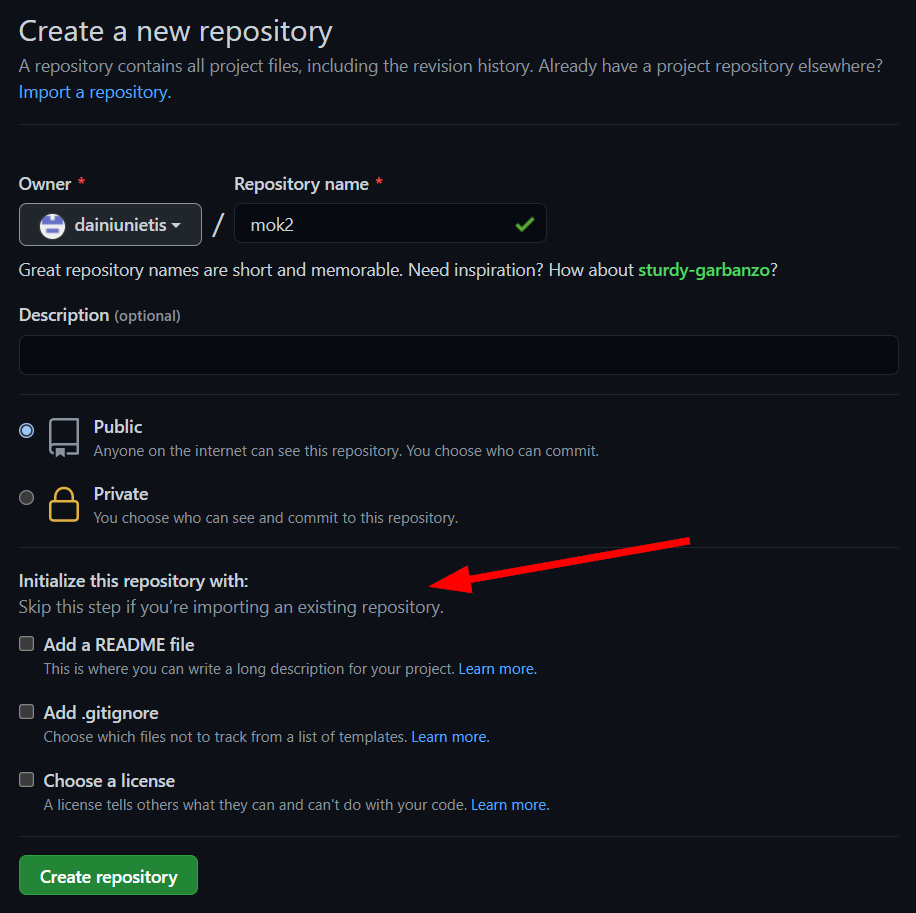 Create a new repository
A repository contains all project files, including the revision history. Already have a project repository elsewhere?
Import a repository.
Owner * Repository name *
dainiunietis / mok2
Great repository names are short and memorable. Need inspiration? How about sturdy-garbanzo?
Description (optional)
Public
Anyone on the internet can see this repository. You choose who can commit.
Private
You choose who can see and commit to this repository.
Initialize this repository with:
Skip this step if you’re importing an existing repository.
Add a README file
This is where you can write a long description for your project. Learn more.
Add .gitignore
Choose which files not to track from a list of templates. Learn more.
Choose a license
A license tells others what they can and can't do with your code. Learn more.
Create repository